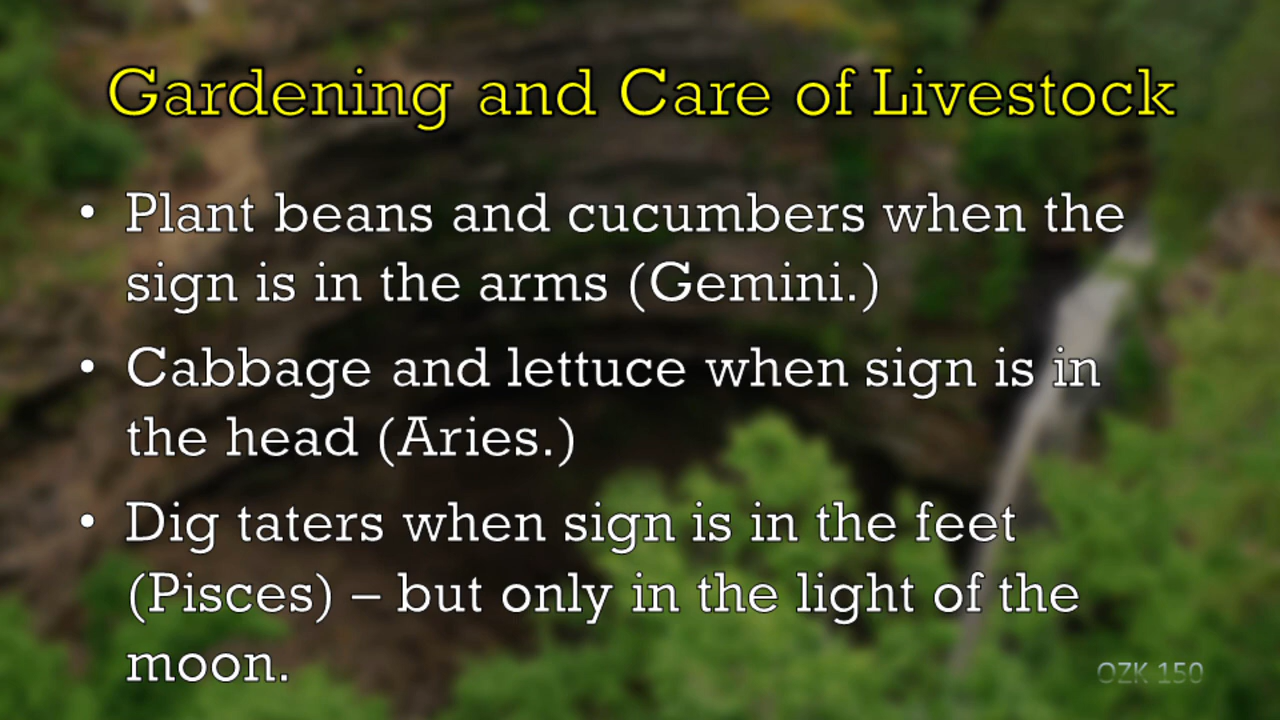 Gardening and Care of Livestock
• Plant beans and cucumbers when the
sign is in the arms (Gemini.)
• Cabbage and lettuce when sign is in
the head (Aries.)
• Dig taters when sign is in the feet
(Pisces) – but only in the light of the
moon.
OZK 150